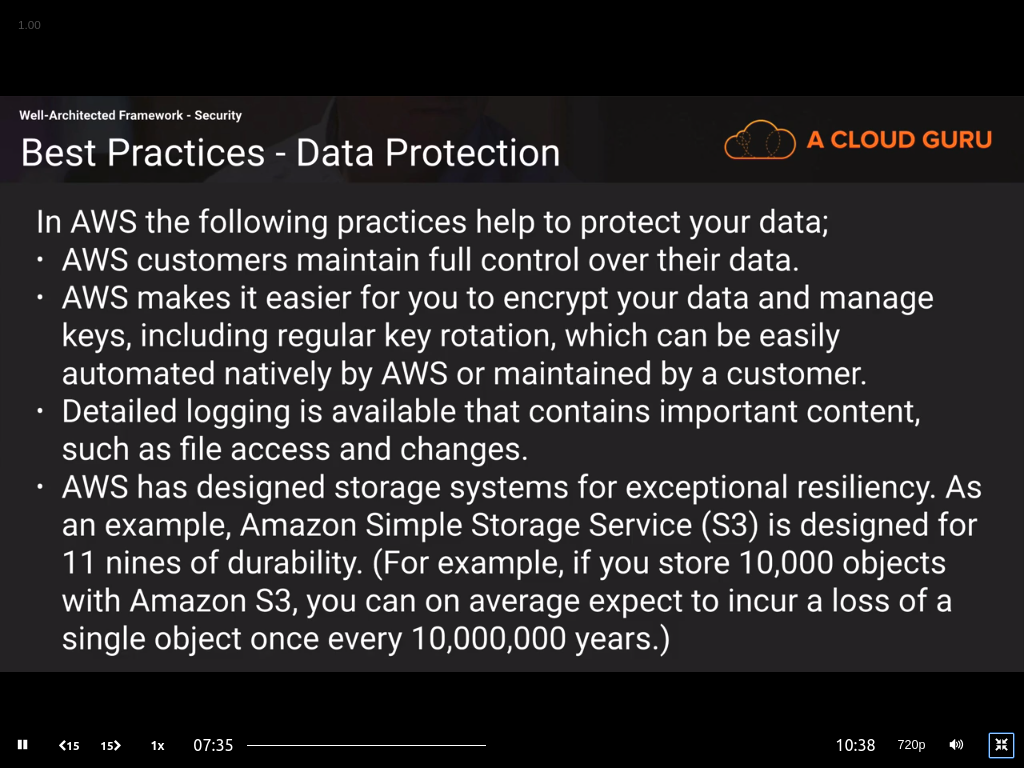 1.00
Well-Architected Framework - Security
Best Practices - Data Protection
A CLOUD GURU
In AWS the following practices help to protect your data;
• AWS customers maintain full control over their data.
• AWS makes it easier for you to encrypt your data and manage
keys, including regular key rotation, which can be easily
automated natively by AWS or maintained by a customer.
• Detailed logging is available that contains important content,
such as file access and changes.
• AWS has designed storage systems for exceptional resiliency. As
an example, Amazon Simple Storage Service (S3) is designed for
11 nines of durability. (For example, if you store 10,000 objects
with Amazon S3, you can on average expect to incur a loss of a
single object once every 10,000,000 years.)
15 15 1x 07:35 10:38 720p